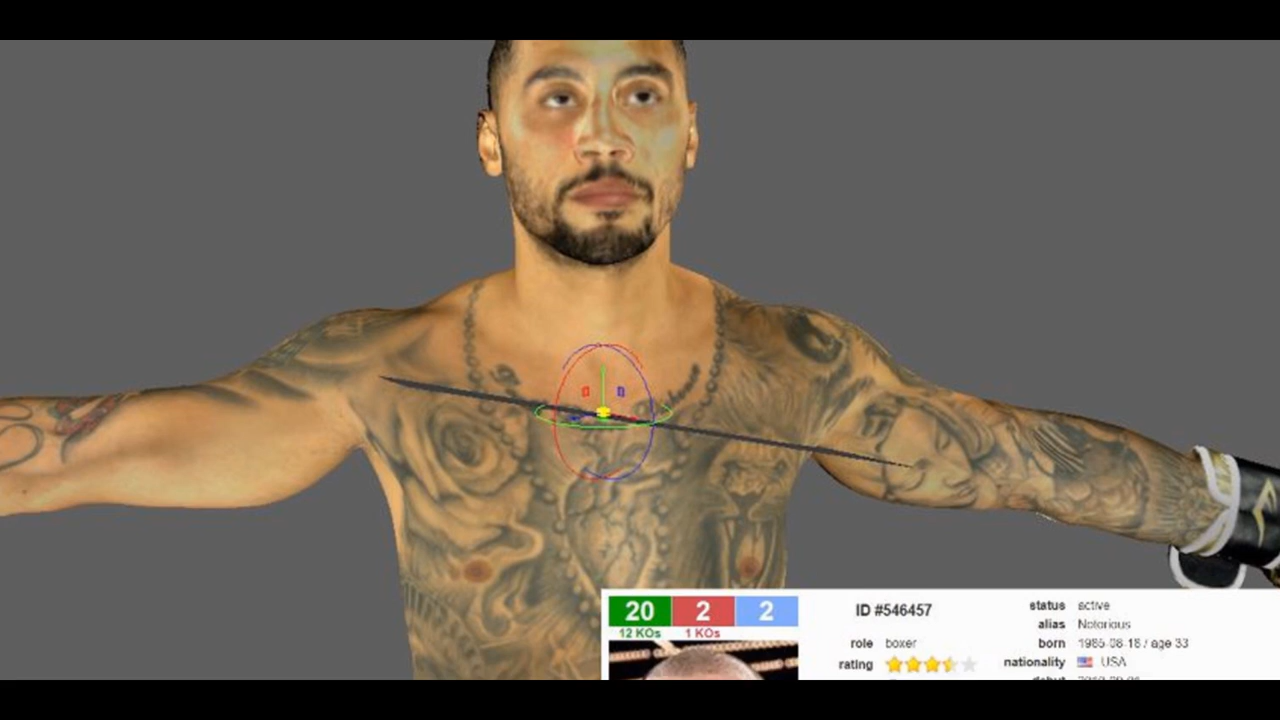 20 2 2
12 KOs 1 KOs
ID #546457
role boxer
rating
status active
alias Notorious
born 1985-08-18 / age 33
nationality USA